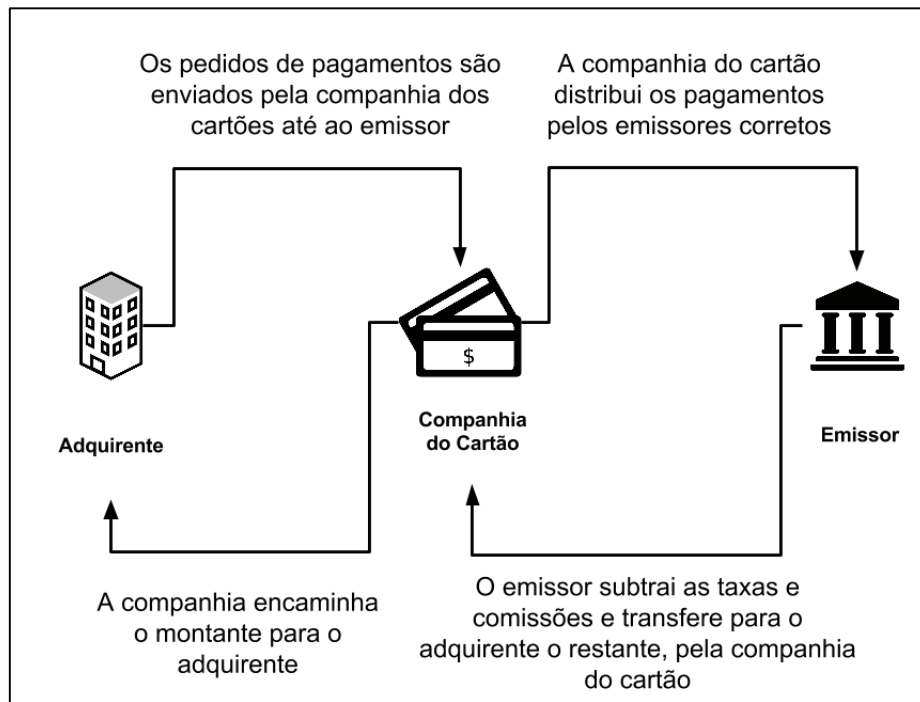 Os pedidos de pagamentos são
enviados pela companhia dos
cartões até ao emissor
A companhia do cartão
distribui os pagamentos
pelos emissores corretos
$
Adquirente
Companhia
do Cartão
Emissor
A companhia encaminha
o montante para o
adquirente
O emissor subtrai as taxas e
comissões e transfere para o
adquirente o restante, pela companhia
do cartão